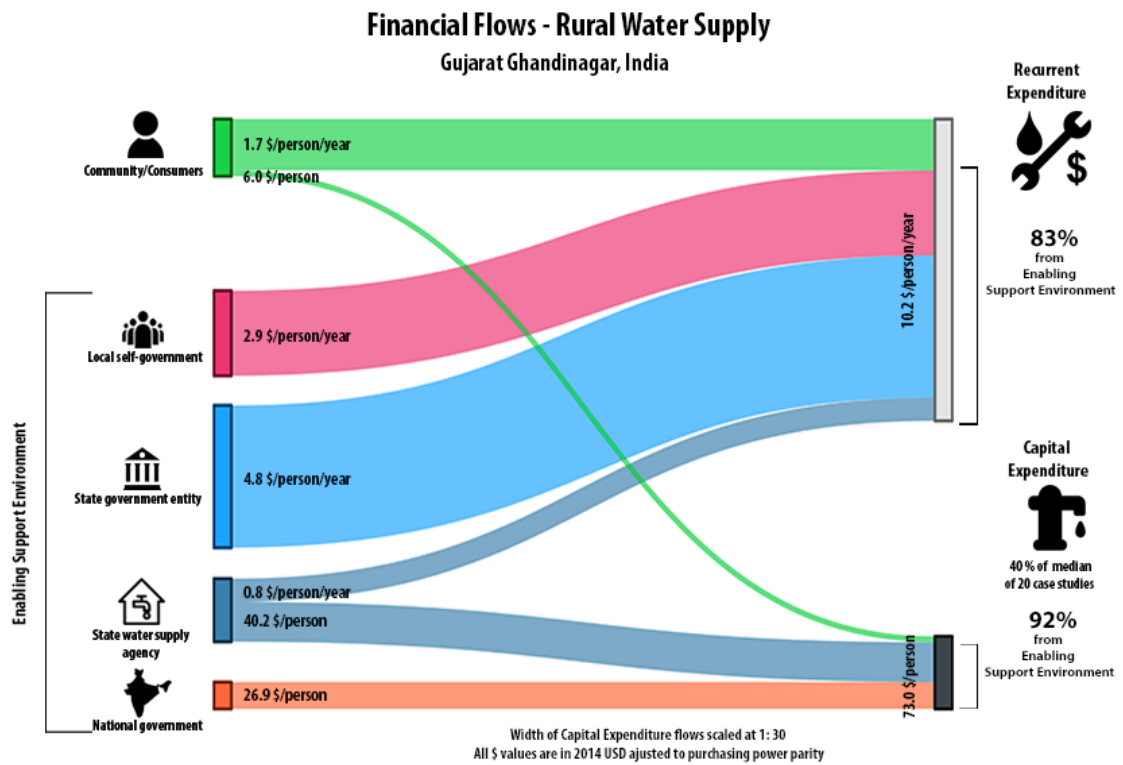 Financial Flows - Rural Water Supply
Gujarat Ghandinagar, India
Recurrent
Expenditure
Community/Consumers
1.7 $/person/year
6.0 $/person
$
83%
from
Enabling
Support Environment
10.2 $/person/year
Local self-government
2.9 $/person/year
Enabling Support Environment
State government entity
4.8 $/person/year
Capital
Expenditure
40 % of median
of 20 case studies
92%
from
Enabling
Support Environment
State water supply
agency
0.8 $/person/year
40.2 $/person
73.0 $/person
National government
26.9 $/person
Width of Capital Expenditure flows scaled at 1: 30
All $ values are in 2014 USD ajusted to purchasing power parity